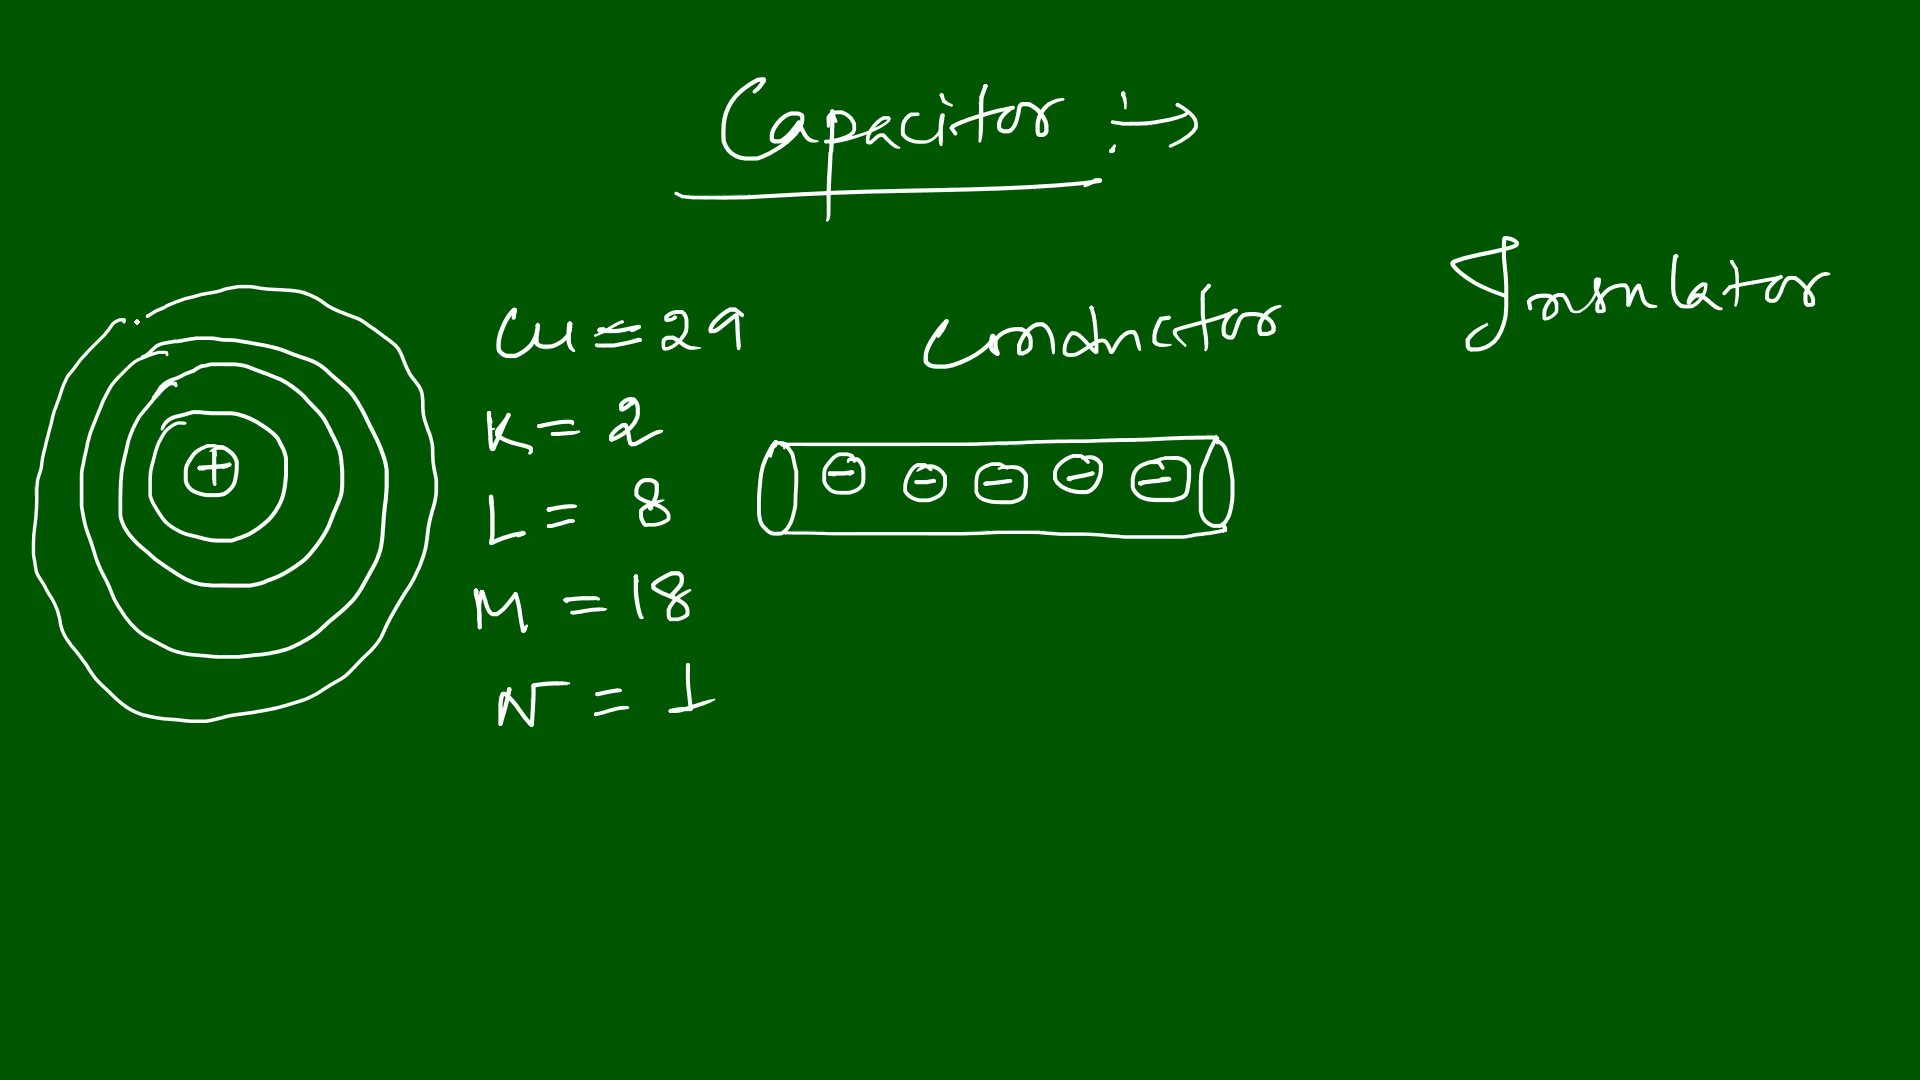 Capacitor :→
Cu = 29
K = 2
L = 8
M = 18
N = 1
Conductor
Insulator
+
- - - - -